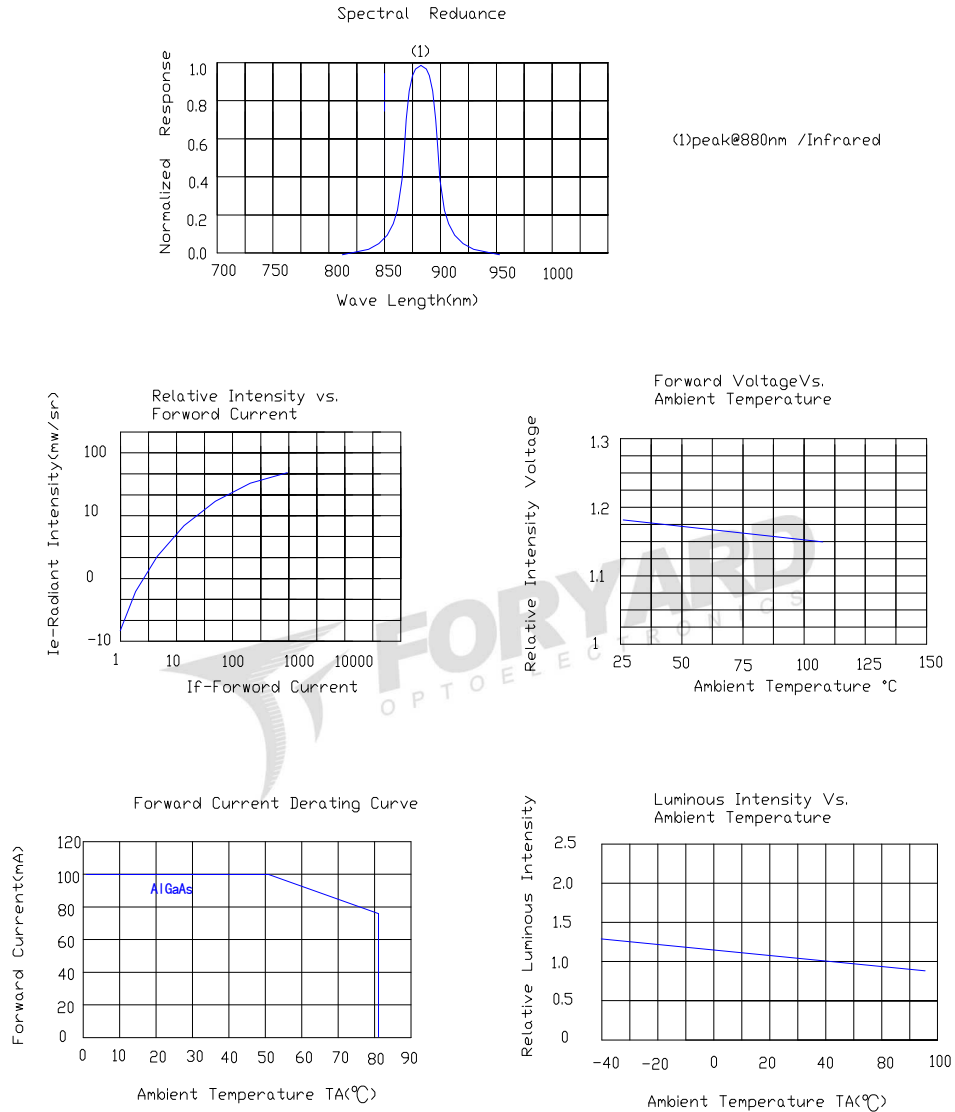 Spectral Reduance
(1)
1.0
0.8
0.6
0.4
0.2
0.0
Normalized Response
700 750 800 850 900 950 1000
Wave Length(nm)
(1)peak@880nm /Infrared
Relative Intensity vs.
Forword Current
100
10
0
-10
Ie-Radiant Intensity(mw/sr)
1 10 100 1000 10000
If-Forword Current
Forward VoltageVs.
Ambient Temperature
1.3
1.2
1.1
1
Relative Intensity Voltage
25 50 75 100 125 150
Ambient Temperature °C
FORYARD
OPTOELECTRONICS
Forward Current Derating Curve
120
100
80
60
40
20
0
Forward Current(mA)
AlGaAs
0 10 20 30 40 50 60 70 80 90
Ambient Temperature TA(℃)
Luminous Intensity Vs.
Ambient Temperature
2.5
2.0
1.5
1.0
0.5
0
Relative Luminous Intensity
-40 -20 0 20 40 60 80 100
Ambient Temperature TA(℃)